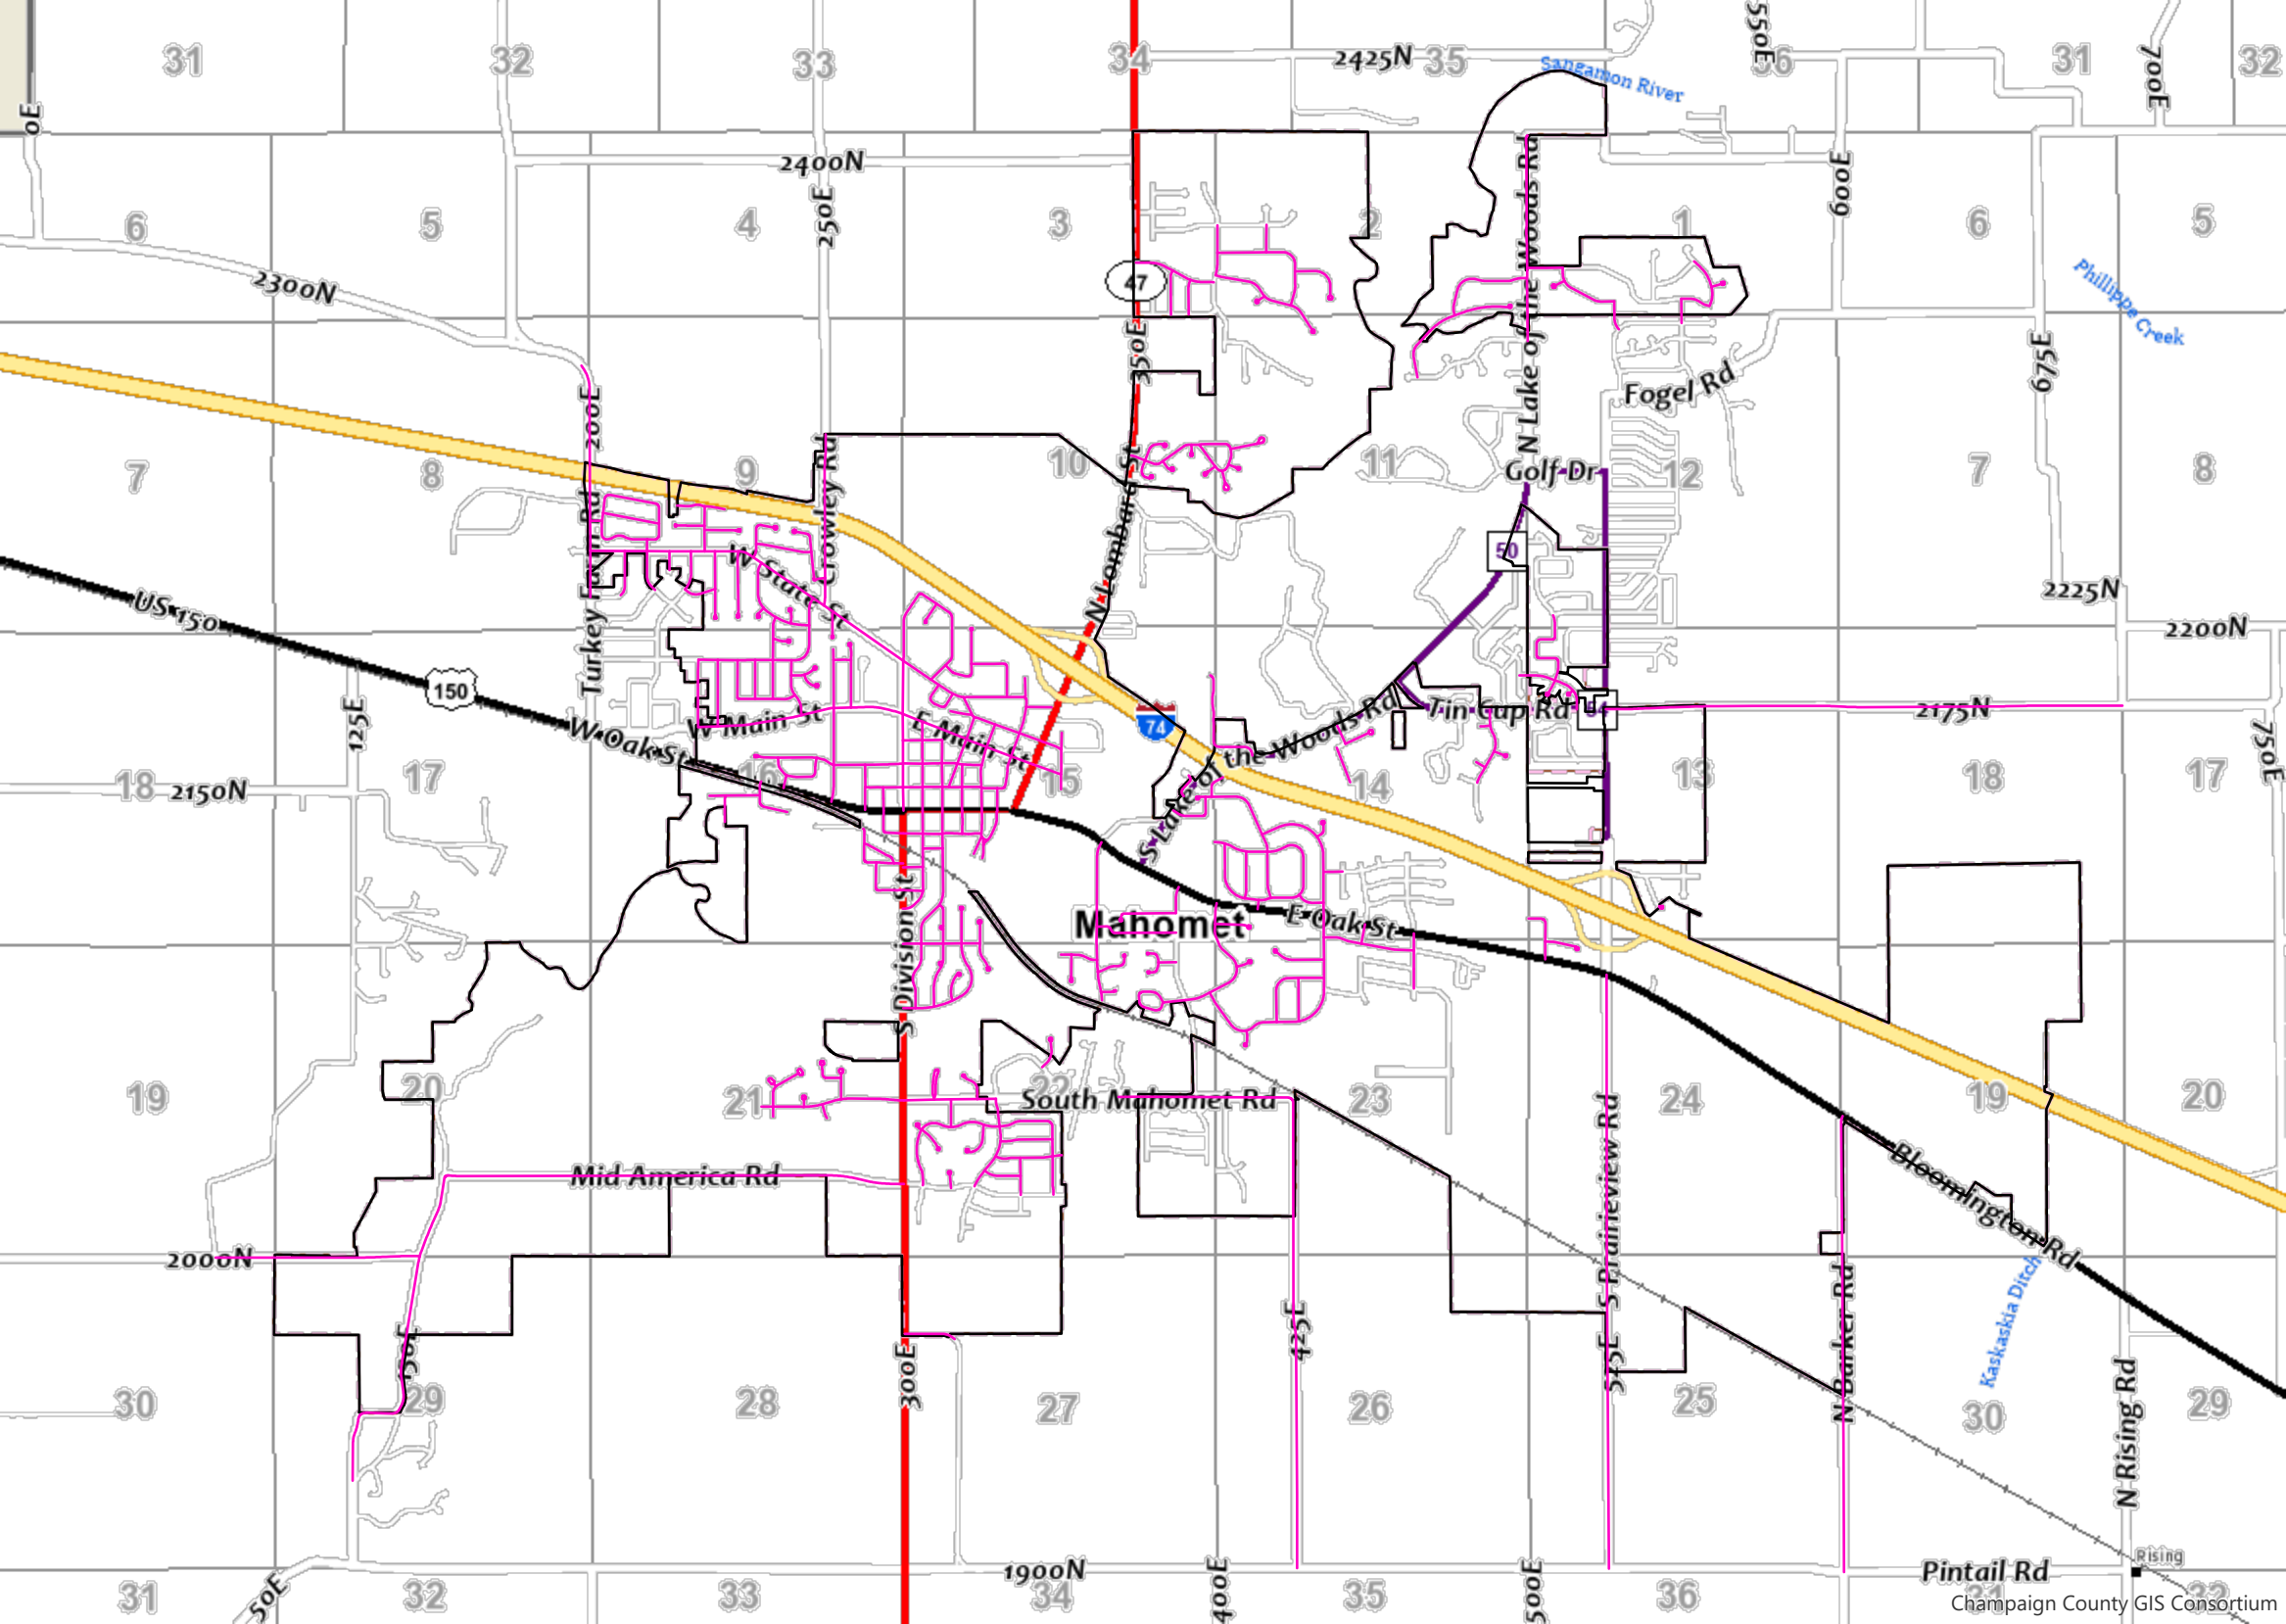 31
32
33
34
2425N
35
550E
36
31
700E
32
Sangamon River
0E
2400N
6
5
4
250E
3
2
N Lake of the Woods Rd
1
600E
6
5
2300N
47
Phillippe Creek
350E
675E
Fogel Rd
200E
7
8
9
Crowley Rd
10
N Lombard St
11
Golf Dr
12
7
8
50
W State St
US 150
Turkey Farm Rd
2225N
2200N
150
125E
W Main St
W Oak St
E Main St
74
S Lake of the Woods Rd
Tin Cup Rd
54
2175N
750E
18
2150N
17
16
15
14
13
18
17
S Division St
Mahomet
E Oak St
19
20
21
22
South Mahomet Rd
23
S Prairieview Rd
24
19
20
Mid America Rd
Bloomington Rd
2000N
425E
525E
N Barker Rd
Kaskaskia Ditch
300E
30
29
28
27
26
25
30
N Rising Rd
29
1900N
400E
500E
Pintail Rd
Rising
31
50E
32
33
34
35
36
31
32
Champaign County GIS Consortium